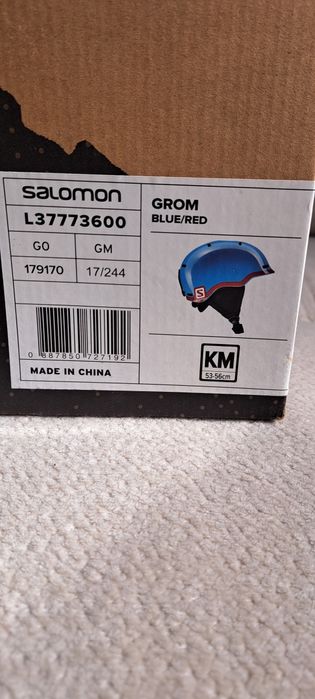 salomon
L37773600
GO GM
179170 17/244
0 887850 727192
MADE IN CHINA
GROM
BLUE/RED
S
KM
53-56cm